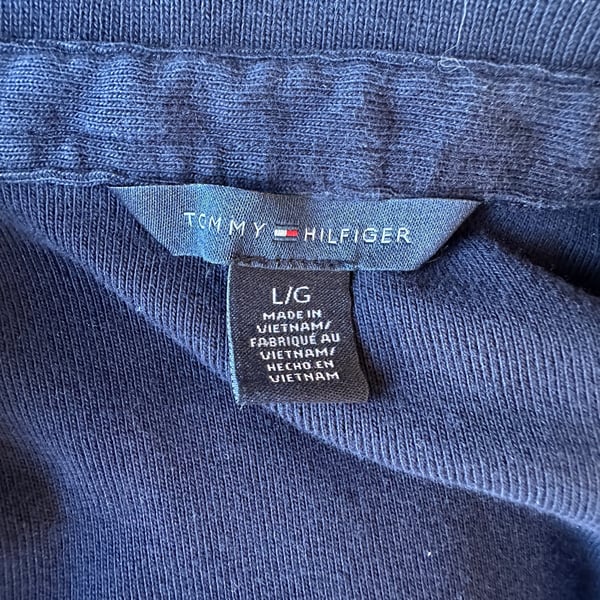 TOMMY HILFIGER
L/G
MADE IN
VIETNAM/
FABRIQUÉ AU
VIETNAM/
HECHO EN
VIETNAM